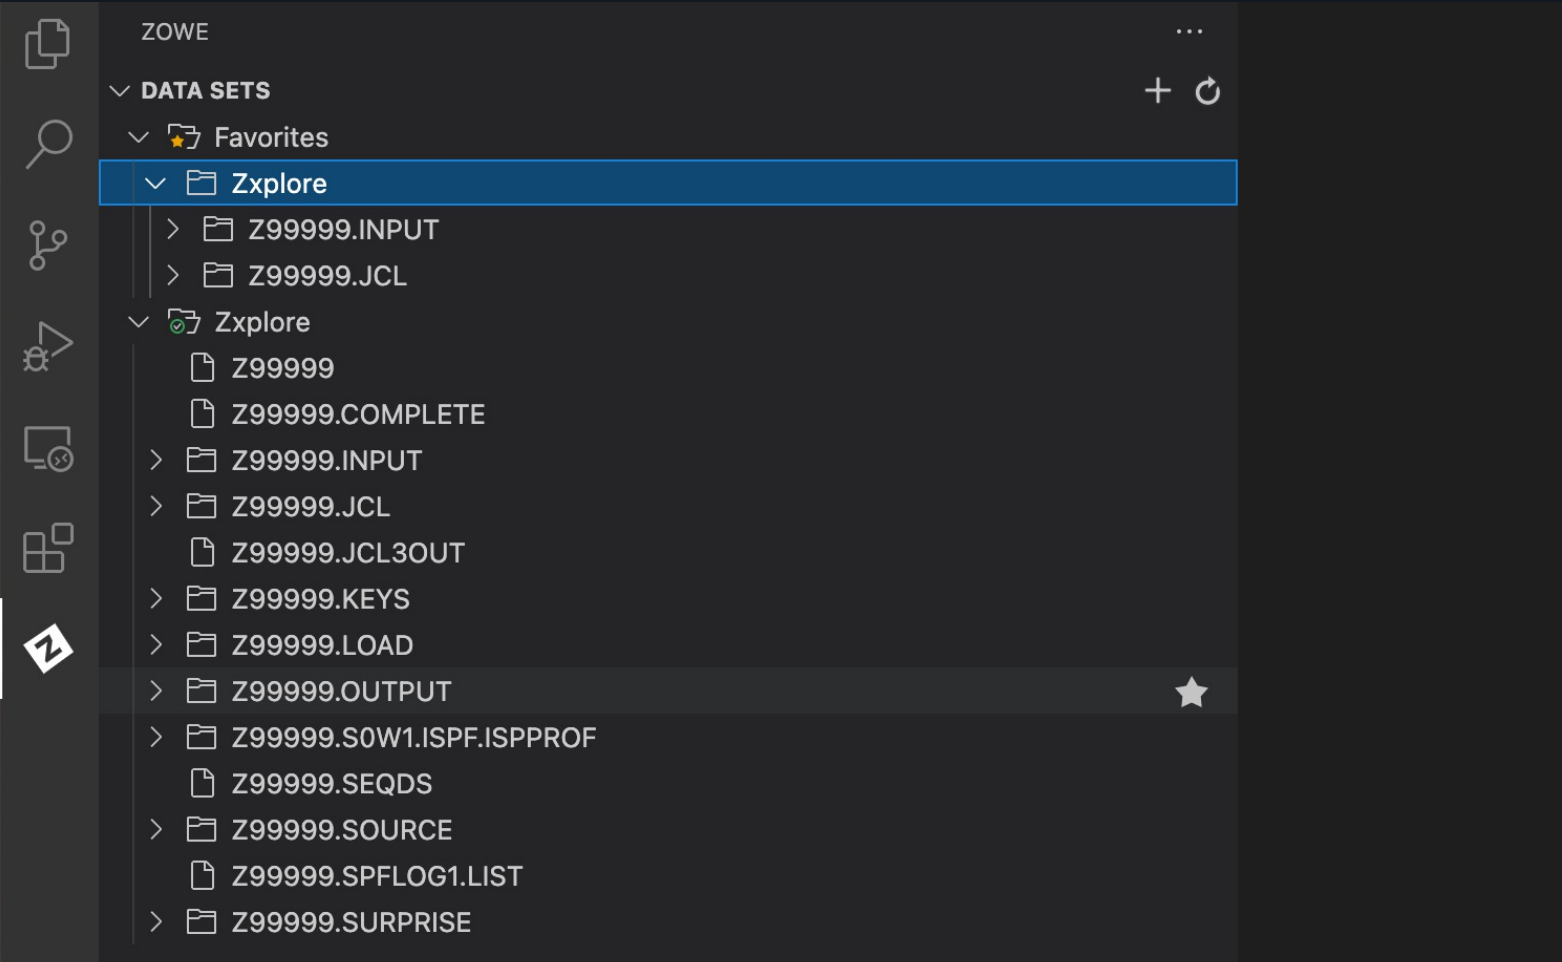 ZOWE
DATA SETS
Favorites
Zxplore
Z99999.INPUT
Z99999.JCL
Zxplore
Z99999
Z99999.COMPLETE
Z99999.INPUT
Z99999.JCL
Z99999.JCL3OUT
Z99999.KEYS
Z99999.LOAD
Z99999.OUTPUT
Z99999.S0W1.ISPF.ISPPROF
Z99999.SEQDS
Z99999.SOURCE
Z99999.SPFLOG1.LIST
Z99999.SURPRISE
Z